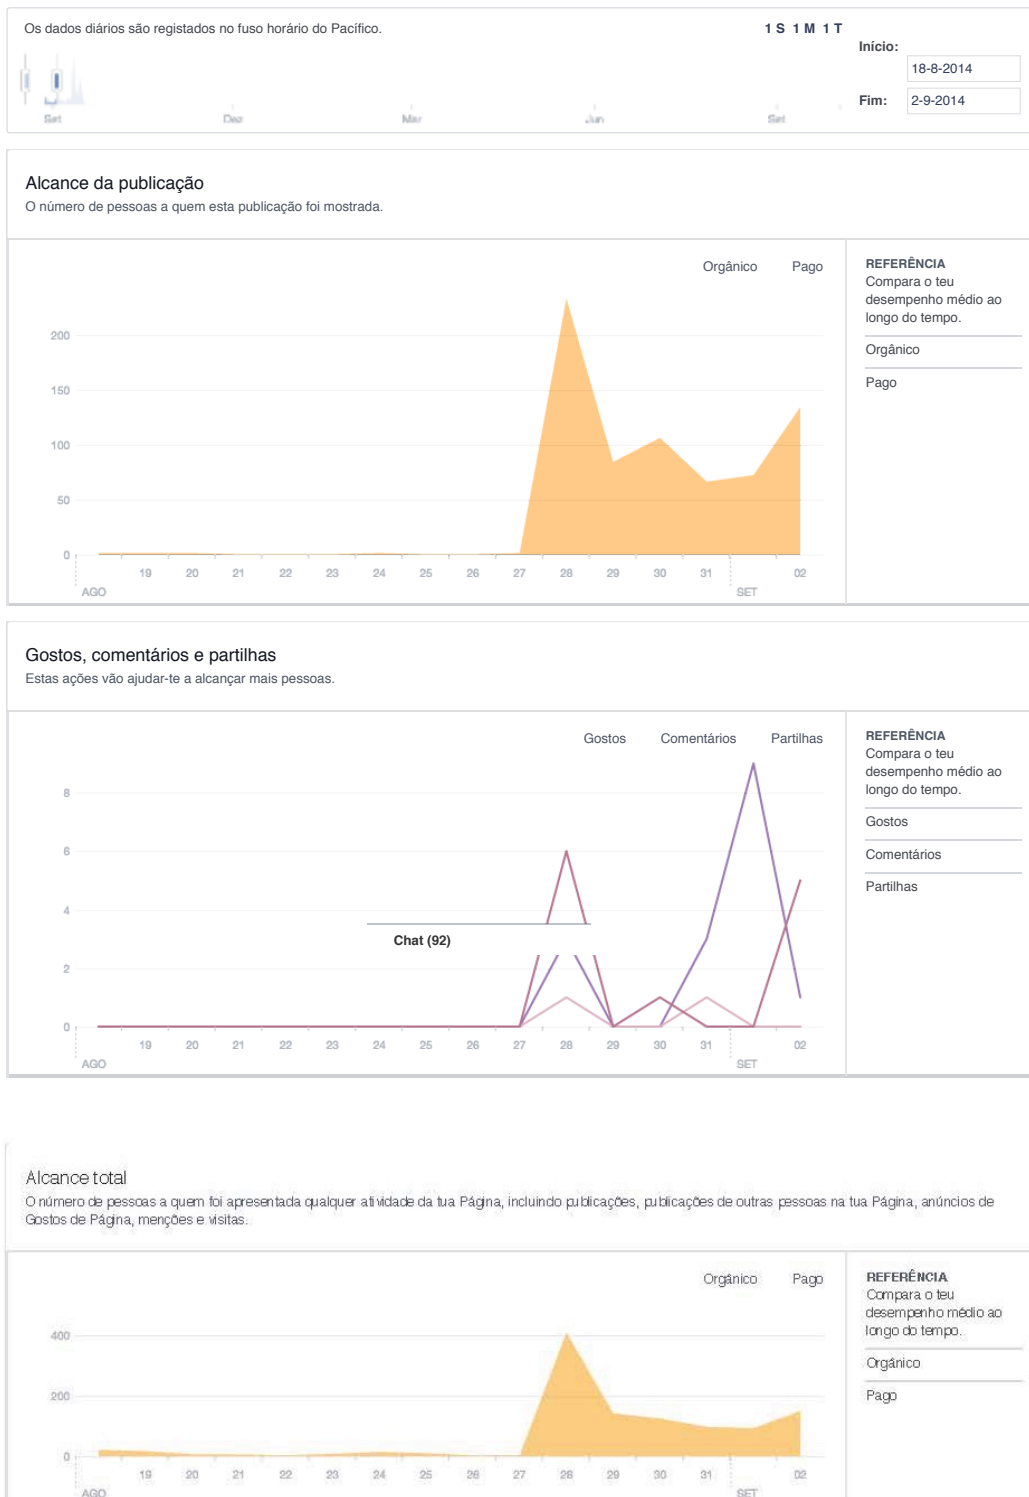 Os dados diários são registados no fuso horário do Pacífico.
1 S 1 M 1 T
Início:
18-8-2014
Fim: 2-9-2014
Set Dez Mar Jun Set
Alcance da publicação
O número de pessoas a quem esta publicação foi mostrada.
Orgânico Pago
200
150
100
50
0
19 20 21 22 23 24 25 26 27 28 29 30 31 02
AGO SET
REFERÊNCIA
Compara o teu
desempenho médio ao
longo do tempo.
Orgânico
Pago
Gostos, comentários e partilhas
Estas ações vão ajudar-te a alcançar mais pessoas.
Gostos Comentários Partilhas
8
6
4
Chat (92)
2
0
19 20 21 22 23 24 25 26 27 28 29 30 31 02
AGO SET
REFERÊNCIA
Compara o teu
desempenho médio ao
longo do tempo.
Gostos
Comentários
Partilhas
Alcance total
O número de pessoas a quem foi apresentada qualquer atividade da tua Página, incluindo publicações, publicações de outras pessoas na tua Página, anúncios de
Gostos de Página, menções e visitas.
Orgânico Pago
400
200
0
19 20 21 22 23 24 25 26 27 28 29 30 31 02
AGO SET
REFERÊNCIA
Compara o teu
desempenho médio ao
longo do tempo.
Orgânico
Pago